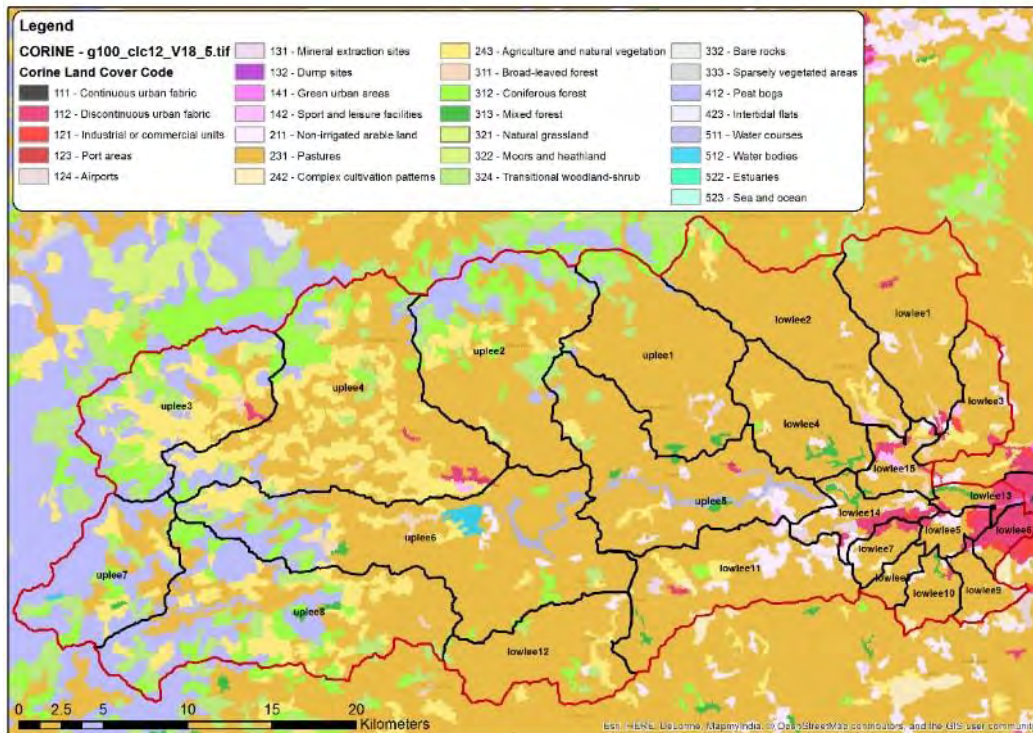 Legend
CORINE - g100_clc12_V18_5.tif
Corine Land Cover Code
111 - Continuous urban fabric
112 - Discontinuous urban fabric
121 - Industrial or commercial units
123 - Port areas
124 - Airports
131 - Mineral extraction sites
132 - Dump sites
141 - Green urban areas
142 - Sport and leisure facilities
211 - Non-irrigated arable land
231 - Pastures
242 - Complex cultivation patterns
243 - Agriculture and natural vegetation
311 - Broad-leaved forest
312 - Coniferous forest
313 - Mixed forest
321 - Natural grassland
322 - Moors and heathland
324 - Transitional woodland-shrub
332 - Bare rocks
333 - Sparsely vegetated areas
412 - Peat bogs
423 - Intertidal flats
511 - Water courses
512 - Water bodies
522 - Estuaries
523 - Sea and ocean
lowlee1
lowlee2
uplee2
uplee1
uplee4
uplee3
lowlee3
lowlee4
lowlee15
lowlee13
uplee5
lowlee14
uplee6
lowlee5
lowlee6
lowlee7
lowlee11
uplee7
lowlee10
lowlee9
uplee8
lowlee12
0 2.5 5 10 15 20
Kilometers
Esri, HERE, DeLorme, MapmyIndia, © OpenStreetMap contributors, and the GIS user communit